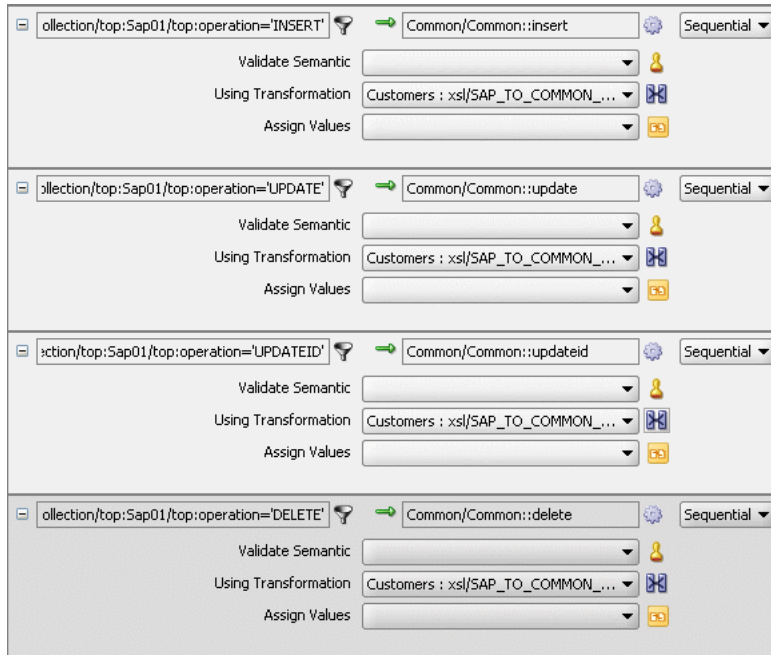 ollection/top:Sap01/top:operation='INSERT' Common/Common::insert Sequential
Validate Semantic
Using Transformation Customers : xsl/SAP_TO_COMMON_...
Assign Values
ollection/top:Sap01/top:operation='UPDATE' Common/Common::update Sequential
Validate Semantic
Using Transformation Customers : xsl/SAP_TO_COMMON_...
Assign Values
ection/top:Sap01/top:operation='UPDATEID' Common/Common::updateid Sequential
Validate Semantic
Using Transformation Customers : xsl/SAP_TO_COMMON_...
Assign Values
ollection/top:Sap01/top:operation='DELETE' Common/Common::delete Sequential
Validate Semantic
Using Transformation Customers : xsl/SAP_TO_COMMON_...
Assign Values